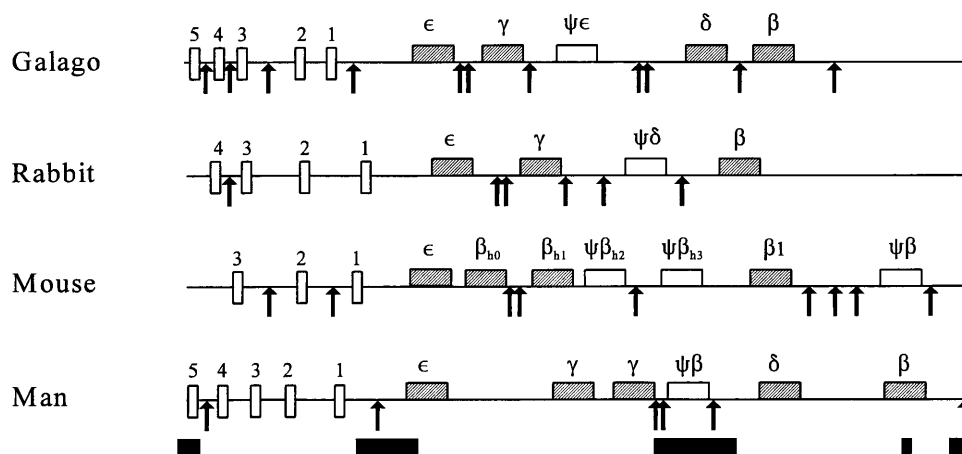 5 4 3 2 1 ϵ γ ψϵ δ β
Galago
4 3 2 1 ϵ γ ψδ β
Rabbit
3 2 1 ϵ βh0 βh1 ψβh2 ψβh3 β1 ψβ
Mouse
5 4 3 2 1 ϵ γ γ ψβ δ β
Man